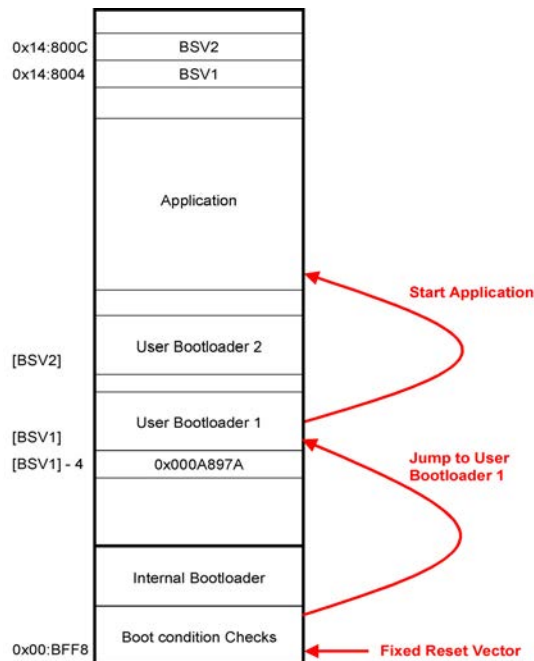 0x14:800C
BSV2
0x14:8004
BSV1
Application
Start Application
User Bootloader 2
[BSV2]
User Bootloader 1
[BSV1]
[BSV1] - 4
0x000A897A
Jump to User
Bootloader 1
Internal Bootloader
Boot condition Checks
0x00:BFF8
Fixed Reset Vector